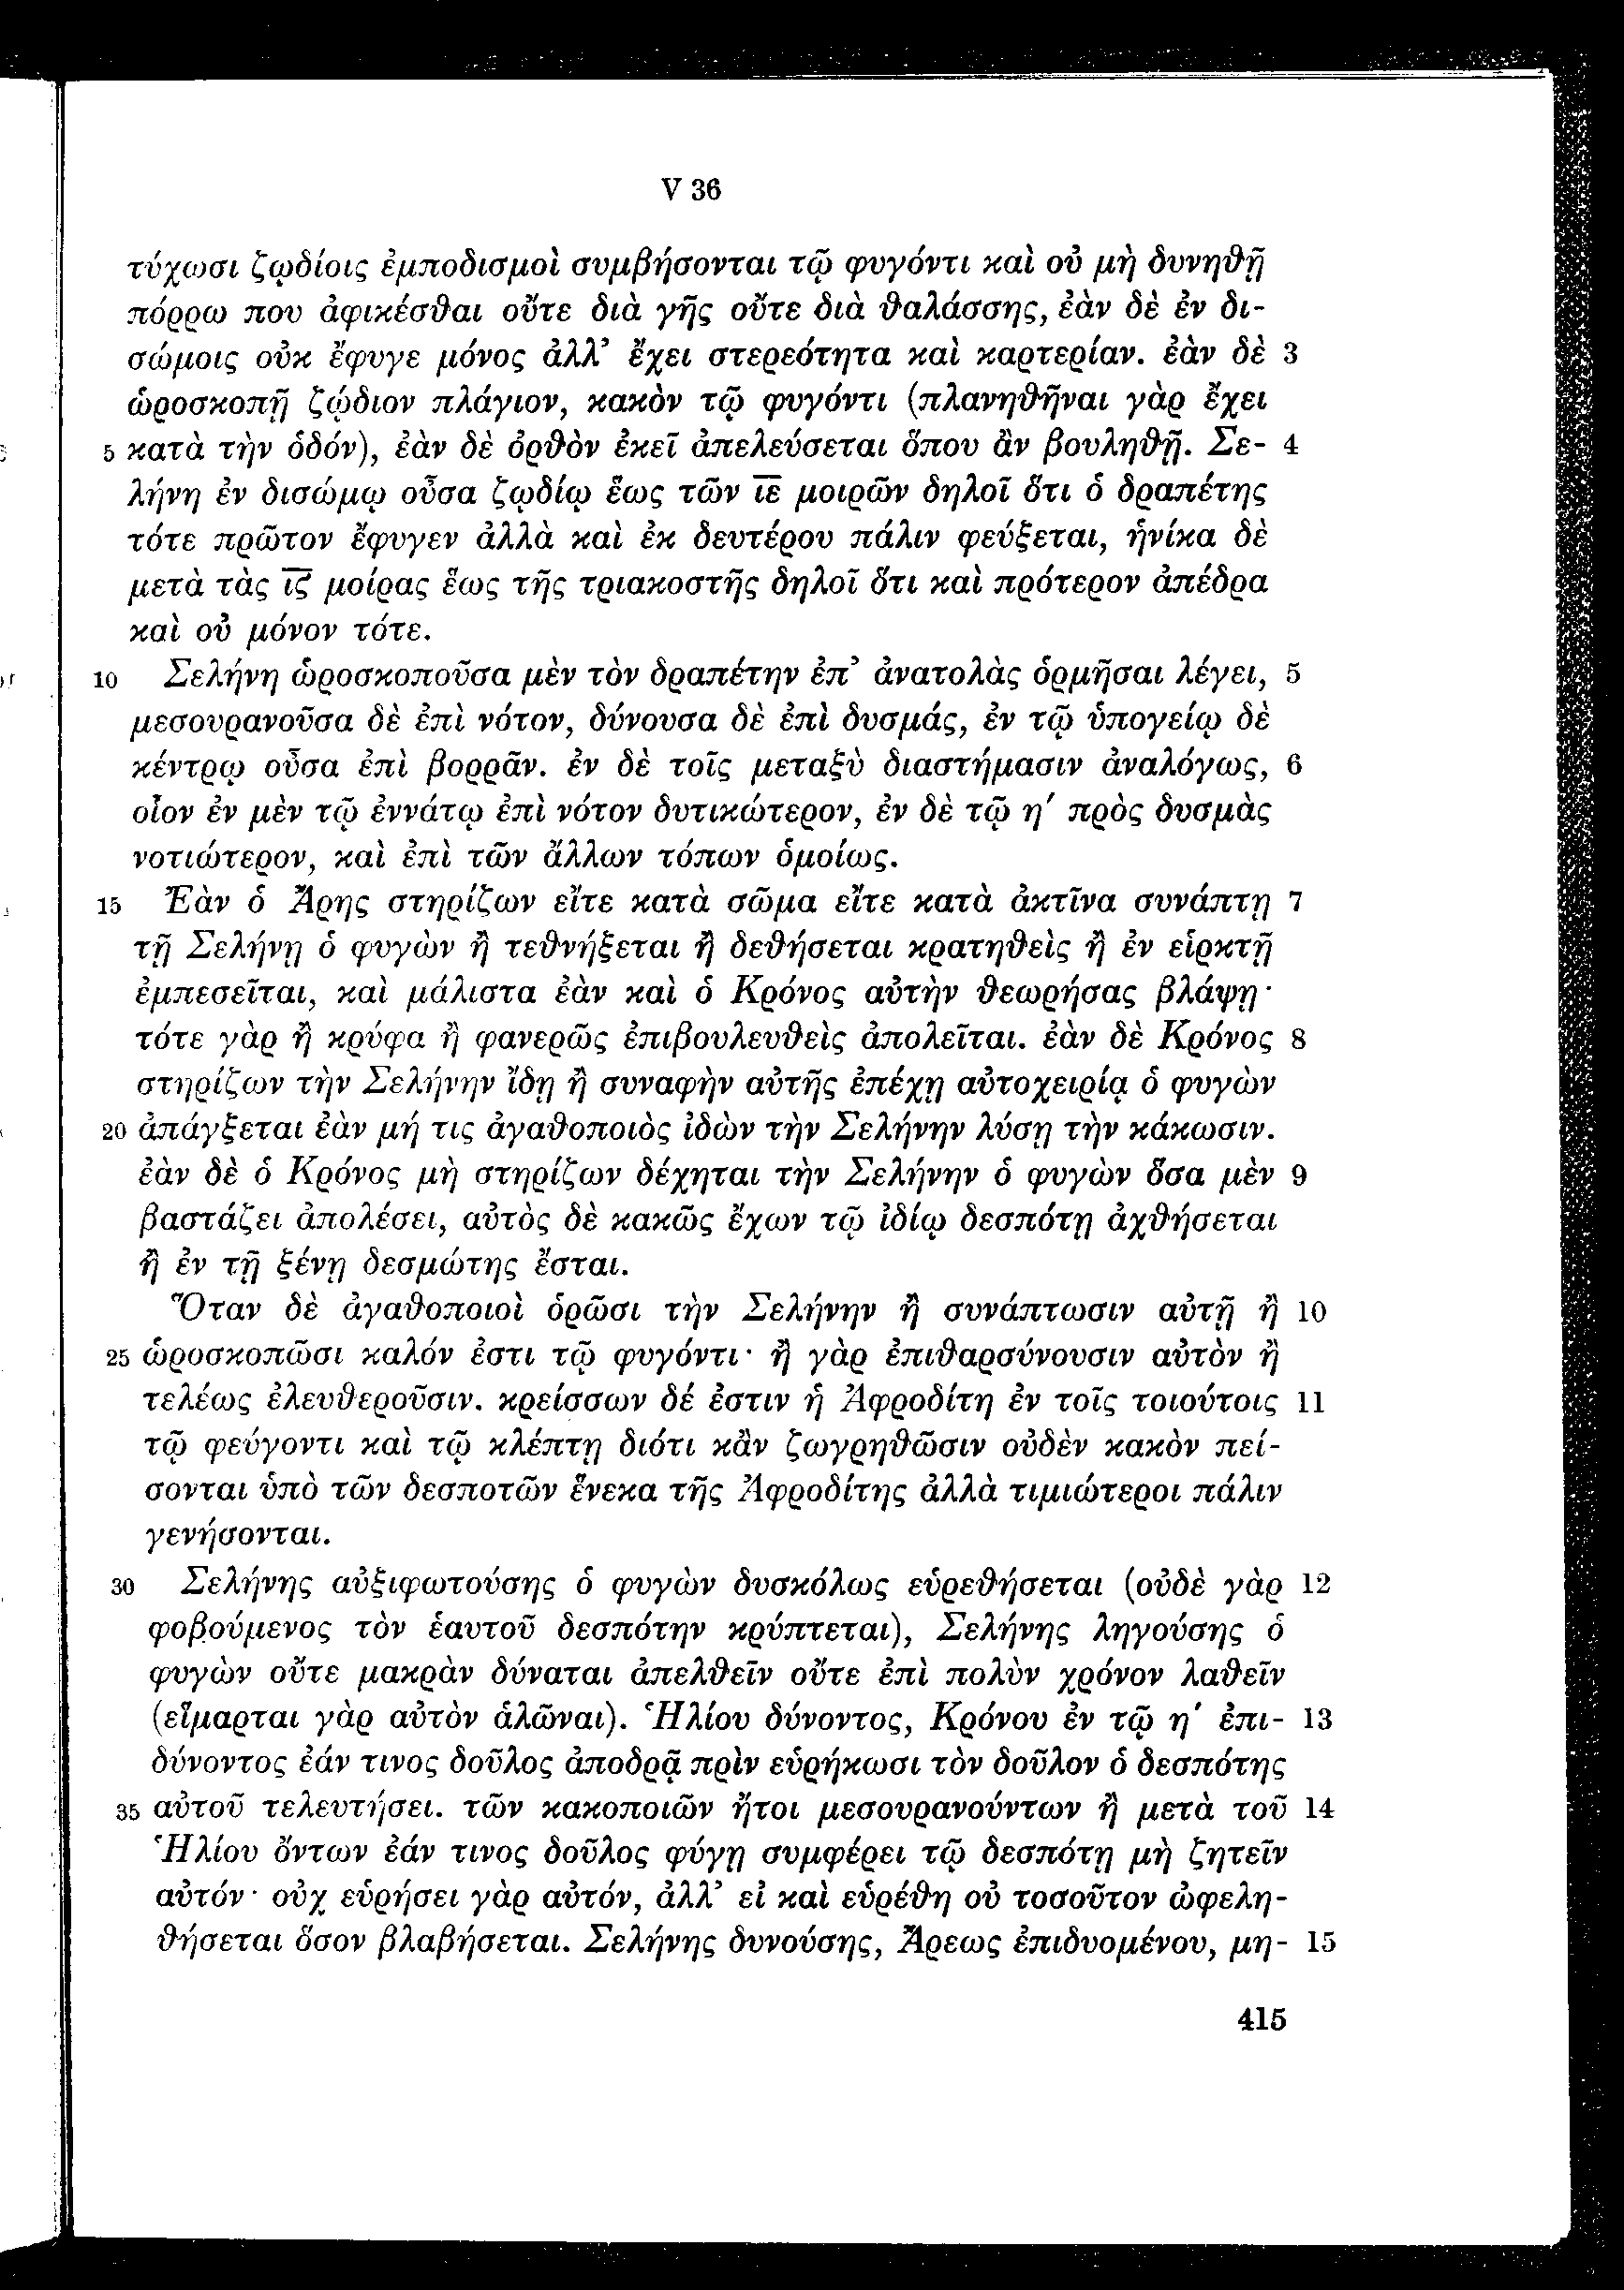 V 36
τύχωσι ζῳδίοις ἐμποδισμοὶ συμβήσονται τῷ φυγόντι καὶ οὐ μὴ δυνηθῇ
πόρρω που ἀφικέσθαι οὔτε διὰ γῆς οὔτε διὰ θαλάσσης, ἐὰν δὲ ἐν δι-
σώμοις οὐκ ἔφυγε μόνος ἀλλ’ ἔχει στερεότητα καὶ καρτερίαν. ἐὰν δὲ 3
ὡροσκοπῇ ζῴδιον πλάγιον, κακὸν τῷ φυγόντι (πλανηθῆναι γὰρ ἔχει
5 κατὰ τὴν ὁδόν), ἐὰν δὲ ὀρθὸν ἐκεῖ ἀπελεύσεται ὅπου ἂν βουληθῇ. Σε- 4
λήνη ἐν δισώμῳ οὖσα ζῳδίῳ ἕως τῶν ι̅ε̅ μοιρῶν δηλοῖ ὅτι ὁ δραπέτης
τότε πρῶτον ἔφυγεν ἀλλὰ καὶ ἐκ δευτέρου πάλιν φεύξεται, ἡνίκα δὲ
μετὰ τὰς ι̅ϛ̅ μοίρας ἕως τῆς τριακοστῆς δηλοῖ ὅτι καὶ πρότερον ἀπέδρα
καὶ οὐ μόνον τότε.
10 Σελήνη ὡροσκοποῦσα μὲν τὸν δραπέτην ἐπ’ ἀνατολὰς ὁρμῆσαι λέγει, 5
μεσουρανοῦσα δὲ ἐπὶ νότον, δύνουσα δὲ ἐπὶ δυσμάς, ἐν τῷ ὑπογείῳ δὲ
κέντρῳ οὖσα ἐπὶ βορρᾶν. ἐν δὲ τοῖς μεταξὺ διαστήμασιν ἀναλόγως, 6
οἷον ἐν μὲν τῷ ἐννάτῳ ἐπὶ νότον δυτικώτερον, ἐν δὲ τῷ η′ πρὸς δυσμὰς
νοτιώτερον, καὶ ἐπὶ τῶν ἄλλων τόπων ὁμοίως.
15 Ἐὰν ὁ Ἄρης στηρίζων εἴτε κατὰ σῶμα εἴτε κατὰ ἀκτῖνα συνάπτῃ 7
τῇ Σελήνῃ ὁ φυγὼν ἢ τεθνήξεται ἢ δεθήσεται κρατηθεὶς ἢ ἐν εἱρκτῇ
ἐμπεσεῖται, καὶ μάλιστα ἐὰν καὶ ὁ Κρόνος αὐτὴν θεωρήσας βλάψῃ·
τότε γὰρ ἢ κρύφα ἢ φανερῶς ἐπιβουλευθεὶς ἀπολεῖται. ἐὰν δὲ Κρόνος 8
στηρίζων τὴν Σελήνην ἴδῃ ἢ συναφὴν αὐτῆς ἐπέχῃ αὐτοχειρίᾳ ὁ φυγὼν
20 ἀπάγξεται ἐὰν μή τις ἀγαθοποιὸς ἰδὼν τὴν Σελήνην λύσῃ τὴν κάκωσιν.
ἐὰν δὲ ὁ Κρόνος μὴ στηρίζων δέχηται τὴν Σελήνην ὁ φυγὼν ὅσα μὲν 9
βαστάζει ἀπολέσει, αὐτὸς δὲ κακῶς ἔχων τῷ ἰδίῳ δεσπότῃ ἀχθήσεται
ἢ ἐν τῇ ξένῃ δεσμώτης ἔσται.
Ὅταν δὲ ἀγαθοποιοὶ ὁρῶσι τὴν Σελήνην ἢ συνάπτωσιν αὐτῇ ἢ 10
25 ὡροσκοπῶσι καλόν ἐστι τῷ φυγόντι· ἢ γὰρ ἐπιθαρσύνουσιν αὐτὸν ἢ
τελέως ἐλευθεροῦσιν. κρείσσων δέ ἐστιν ἡ Ἀφροδίτη ἐν τοῖς τοιούτοις 11
τῷ φεύγοντι καὶ τῷ κλέπτῃ διότι κἂν ζωγρηθῶσιν οὐδὲν κακὸν πεί-
σονται ὑπὸ τῶν δεσποτῶν ἕνεκα τῆς Ἀφροδίτης ἀλλὰ τιμιώτεροι πάλιν
γενήσονται.
30 Σελήνης αὐξιφωτούσης ὁ φυγὼν δυσκόλως εὑρεθήσεται (οὐδὲ γὰρ 12
φοβούμενος τὸν ἑαυτοῦ δεσπότην κρύπτεται), Σελήνης ληγούσης ὁ
φυγὼν οὔτε μακρὰν δύναται ἀπελθεῖν οὔτε ἐπὶ πολὺν χρόνον λαθεῖν
(εἵμαρται γὰρ αὐτὸν ἁλῶναι). Ἡλίου δύνοντος, Κρόνου ἐν τῷ η′ ἐπι- 13
δύνοντος ἐάν τινος δοῦλος ἀποδρᾷ πρὶν εὑρήκωσι τὸν δοῦλον ὁ δεσπότης
35 αὐτοῦ τελευτήσει. τῶν κακοποιῶν ἤτοι μεσουρανούντων ἢ μετὰ τοῦ 14
Ἡλίου ὄντων ἐάν τινος δοῦλος φύγῃ συμφέρει τῷ δεσπότῃ μὴ ζητεῖν
αὐτόν· οὐχ εὑρήσει γὰρ αὐτόν, ἀλλ’ εἰ καὶ εὑρέθη οὐ τοσοῦτον ὠφελη-
θήσεται ὅσον βλαβήσεται. Σελήνης δυνούσης, Ἄρεως ἐπιδυομένου, μη- 15
415